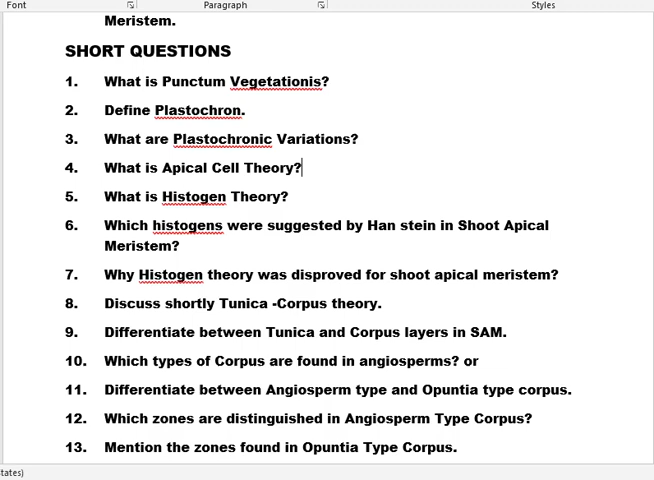 Font Paragraph Styles
Meristem.
SHORT QUESTIONS
1. What is Punctum Vegetationis?
2. Define Plastochron.
3. What are Plastochronic Variations?
4. What is Apical Cell Theory?
5. What is Histogen Theory?
6. Which histogens were suggested by Han stein in Shoot Apical
Meristem?
7. Why Histogen theory was disproved for shoot apical meristem?
8. Discuss shortly Tunica -Corpus theory.
9. Differentiate between Tunica and Corpus layers in SAM.
10. Which types of Corpus are found in angiosperms? or
11. Differentiate between Angiosperm type and Opuntia type corpus.
12. Which zones are distinguished in Angiosperm Type Corpus?
13. Mention the zones found in Opuntia Type Corpus.
tates)